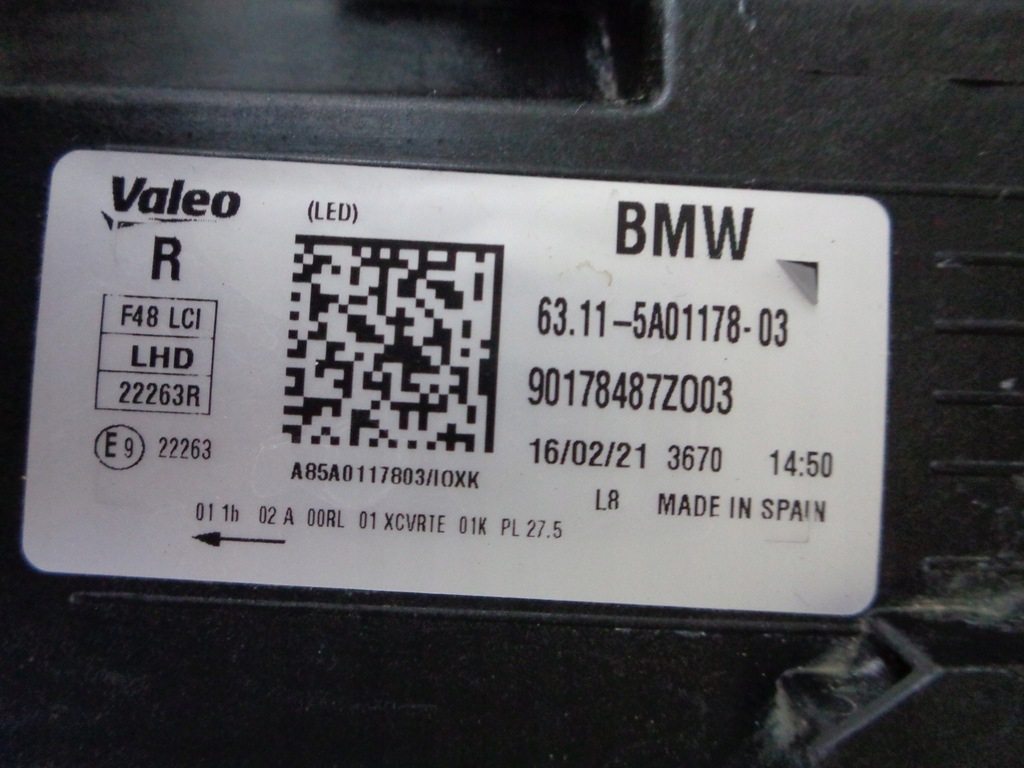 Valeo
(LED)
BMW
R
F48 LCI
LHD
22263R
E9 22263
A85A0117803/IOXK
63.11-5A01178-03
90178487Z003
16/02/21 3670 14:50
L8 MADE IN SPAIN
01 1b 02 A 00RL 01 XCVRTE 01K PL 27.5